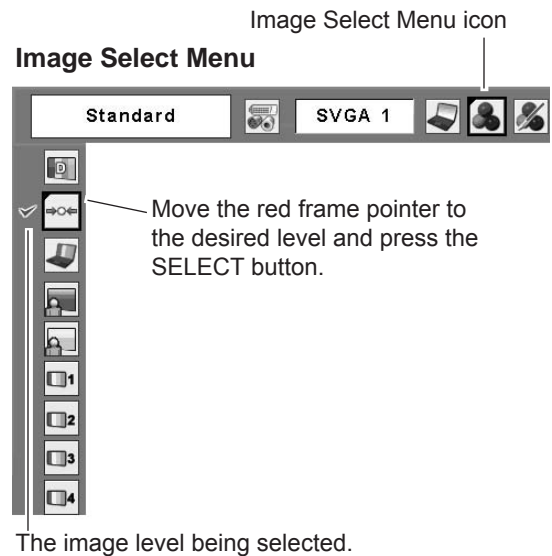 Image Select Menu icon
Image Select Menu
Standard
SVGA 1
D
Move the red frame pointer to
the desired level and press the
SELECT button.
1
2
3
4
The image level being selected.